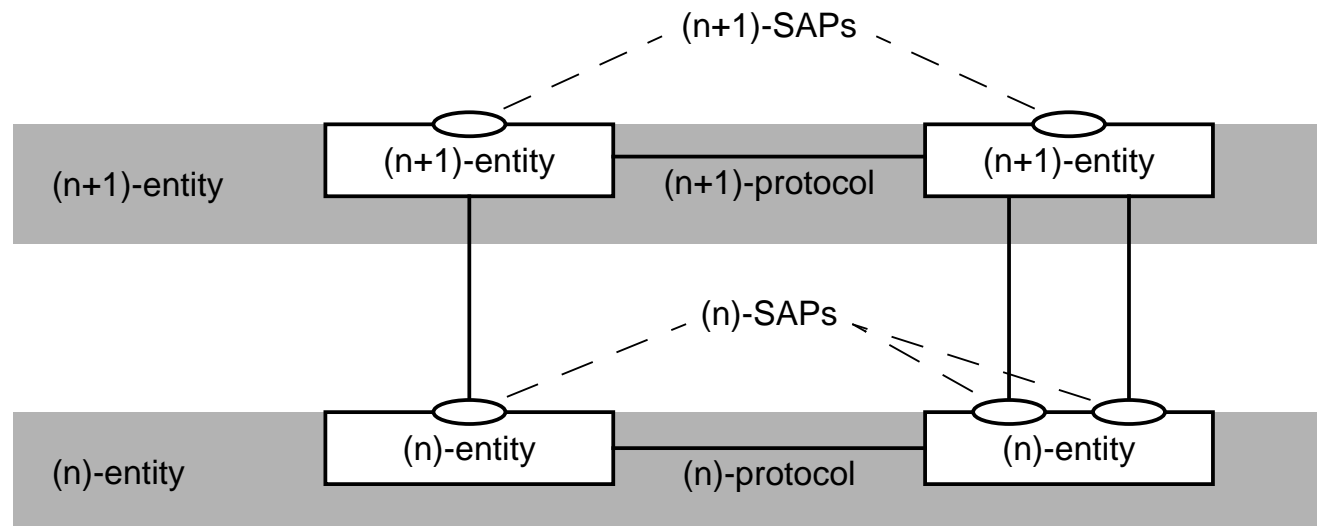 (n+1)-SAPs
(n+1)-entity
(n+1)-entity
(n+1)-entity
(n+1)-protocol
(n)-SAPs
(n)-entity
(n)-entity
(n)-entity
(n)-protocol